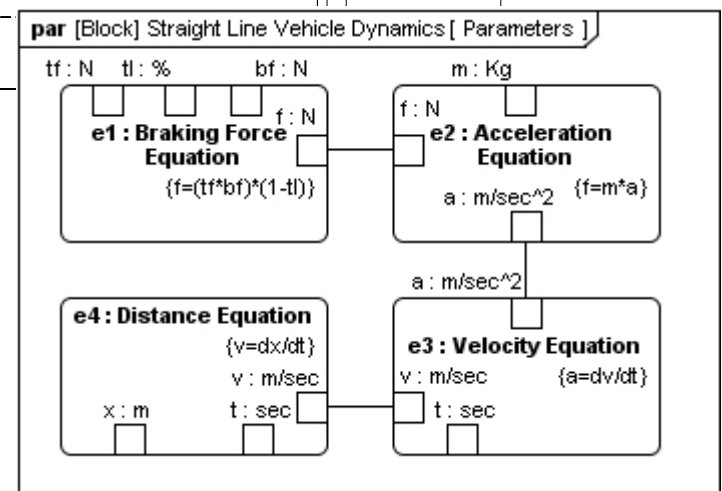 par [Block] Straight Line Vehicle Dynamics [ Parameters ]
tf : N
tl : %
bf : N
f : N
e1 : Braking Force
Equation
{f=(tf*bf)*(1-tl)}
m : Kg
f : N
e2 : Acceleration
Equation
{f=m*a}
a : m/sec^2
a : m/sec^2
e4 : Distance Equation
{v=dx/dt}
v : m/sec
x : m
t : sec
e3 : Velocity Equation
v : m/sec
{a=dv/dt}
t : sec